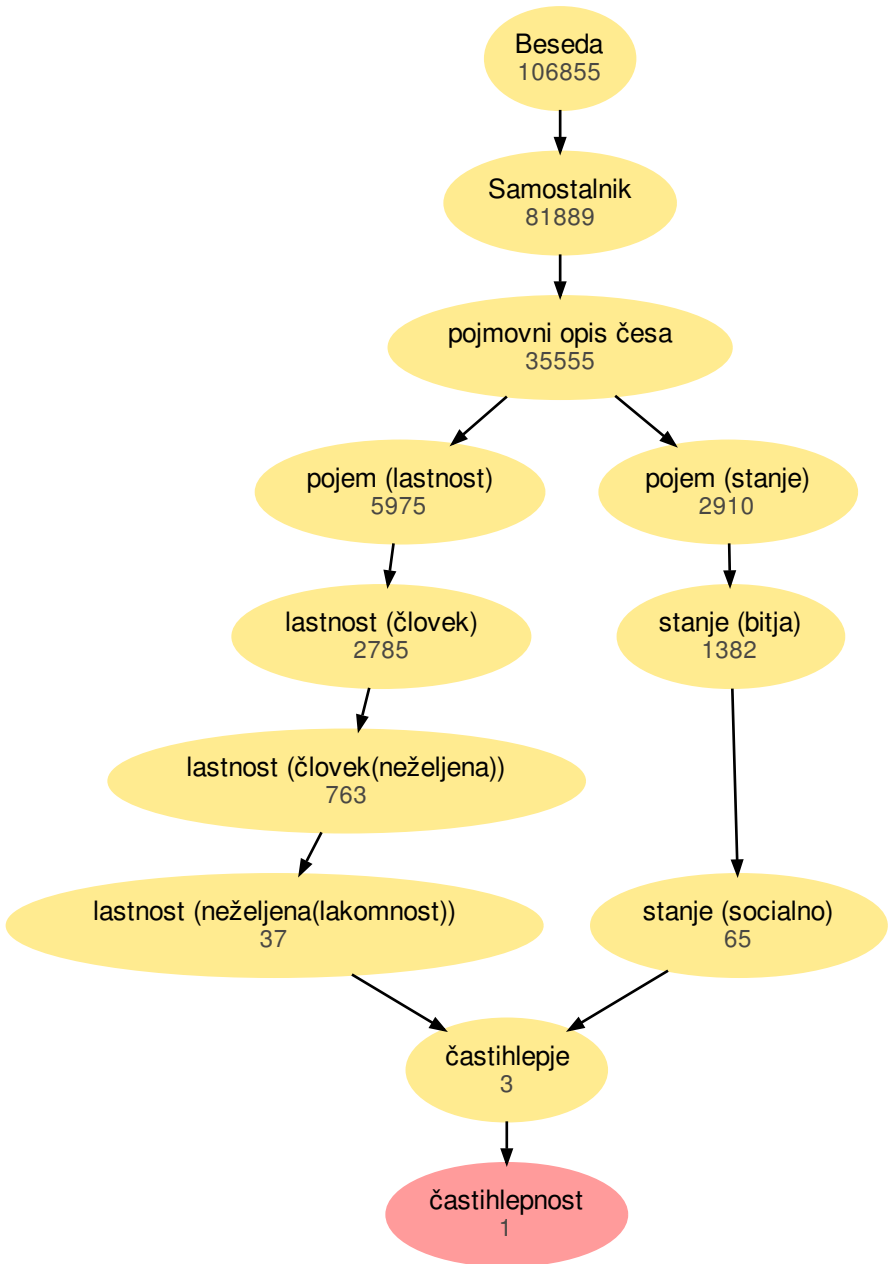 Beseda
106855
Samostalnik
81889
pojmovni opis česa
35555
pojem (lastnost)
5975
pojem (stanje)
2910
lastnost (človek)
2785
stanje (bitja)
1382
lastnost (človek(neželjena))
763
lastnost (neželjena(lakomnost))
37
stanje (socialno)
65
častihlepje
3
častihlepnost
1